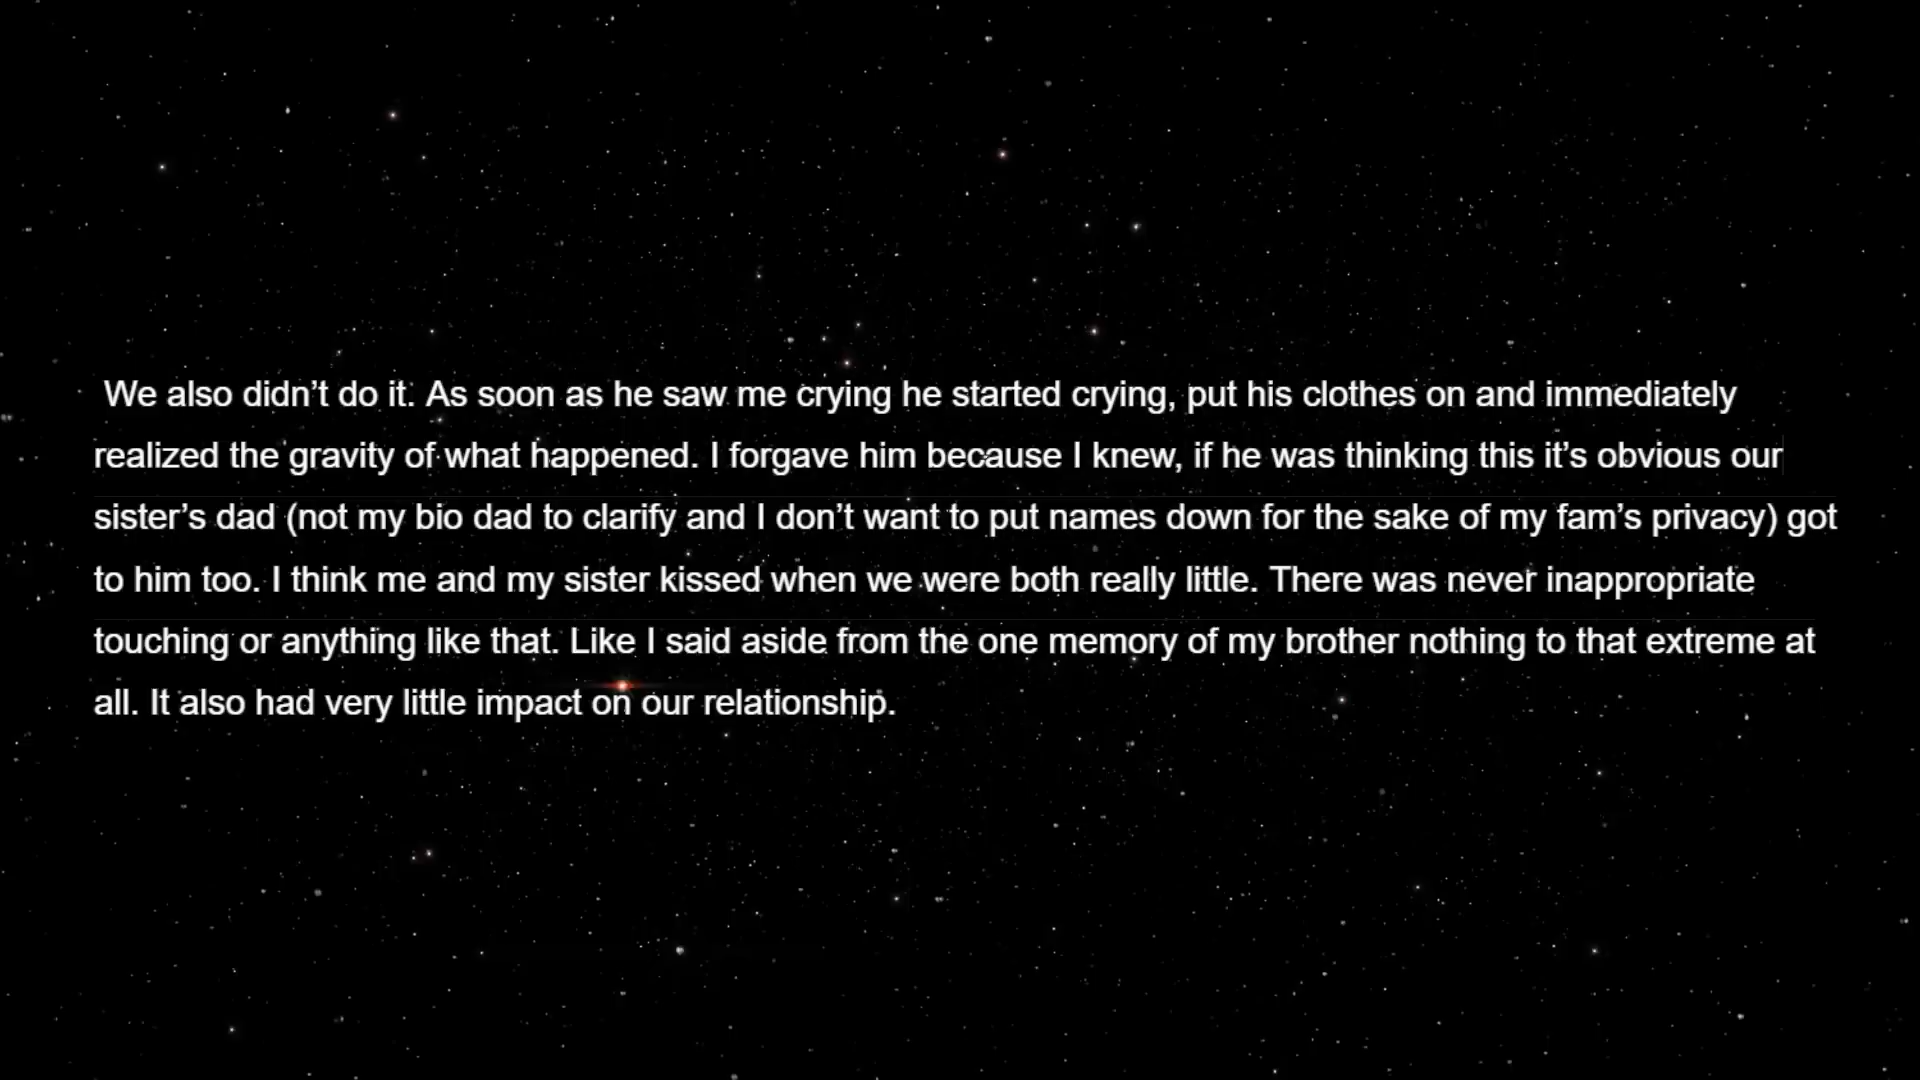 We also didn’t do it. As soon as he saw me crying he started crying, put his clothes on and immediately
realized the gravity of what happened. I forgave him because I knew, if he was thinking this it’s obvious our
sister’s dad (not my bio dad to clarify and I don’t want to put names down for the sake of my fam’s privacy) got
to him too. I think me and my sister kissed when we were both really little. There was never inappropriate
touching or anything like that. Like I said aside from the one memory of my brother nothing to that extreme at
all. It also had very little impact on our relationship.